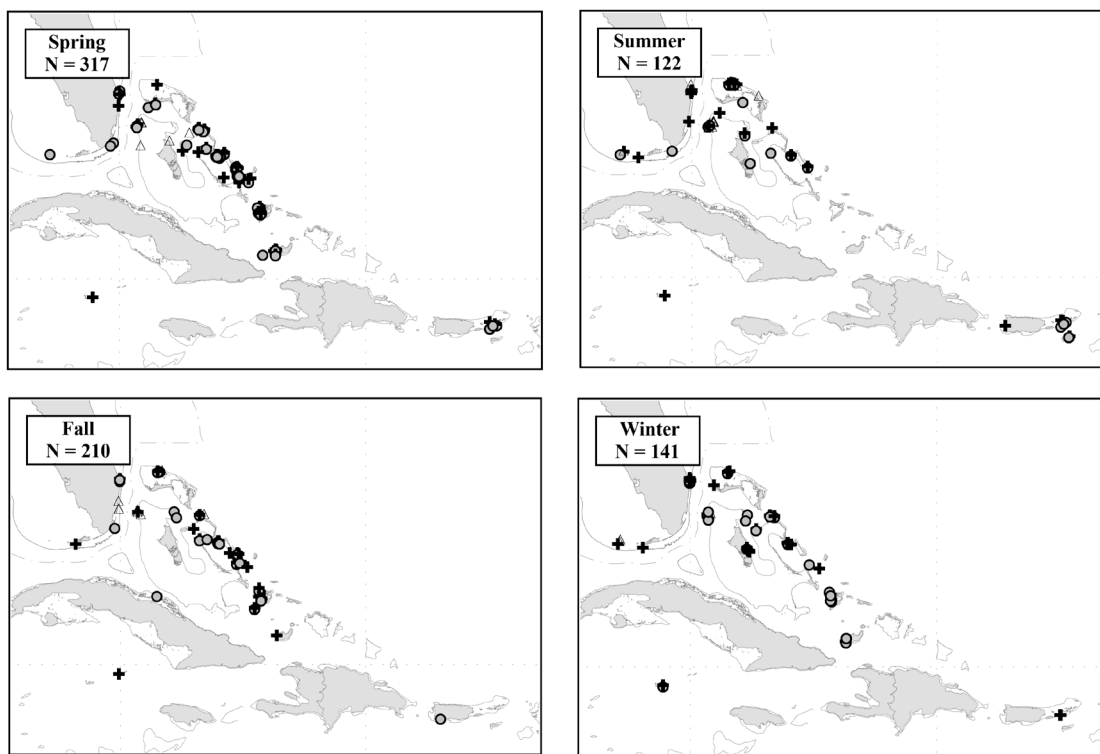 Spring
N = 317
Summer
N = 122
Fall
N = 210
Winter
N = 141